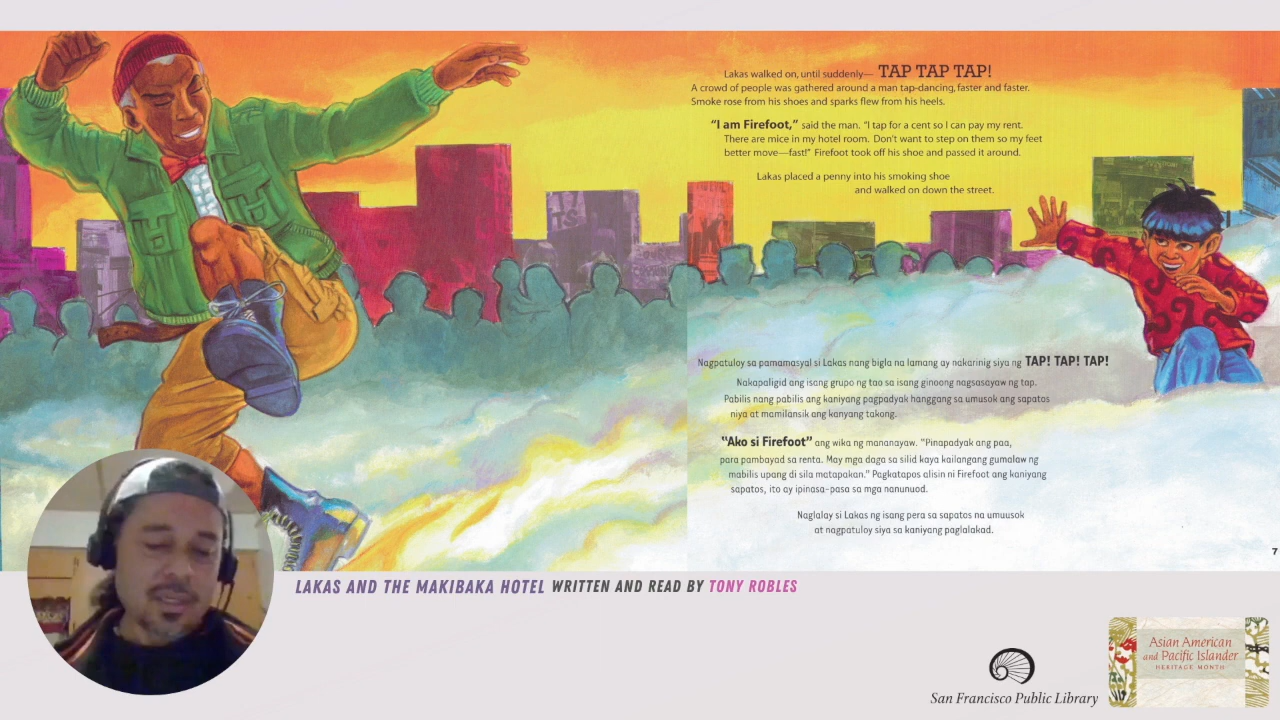 Lakas walked on, until suddenly— TAP TAP TAP!
A crowd of people was gathered around a man tap-dancing, faster and faster.
Smoke rose from his shoes and sparks flew from his heels.
"I am Firefoot," said the man. "I tap for a cent so I can pay my rent.
There are mice in my hotel room. Don't want to step on them so my feet
better move—fast!" Firefoot took off his shoe and passed it around.
Lakas placed a penny into his smoking shoe
and walked on down the street.
Nagpatuloy sa pamamasyal si Lakas nang bigla na lamang ay nakarinig siya ng TAP! TAP! TAP!
Nakapaligid ang isang grupo ng tao sa isang ginoong nagsasayaw ng tap.
Pabilis nang pabilis ang kaniyang pagpadyak hanggang sa umusok ang sapatos
niya at mamilansik ang kanyang takong.
"Ako si Firefoot" ang wika ng mananayaw. "Pinapadyak ang paa,
para pambayad sa renta. May mga daga sa silid kaya kailangang gumalaw ng
mabilis upang di sila matapakan." Pagkatapos alisin ni Firefoot ang kaniyang
sapatos, ito ay ipinasa-pasa sa mga nanunuod.
Naglalay si Lakas ng isang pera sa sapatos na umuusok
at nagpatuloy siya sa kaniyang paglalakad.
7
LAKAS AND THE MAKIBAKA HOTEL WRITTEN AND READ BY TONY ROBLES
San Francisco Public Library
Asian American
and Pacific Islander
HERITAGE MONTH